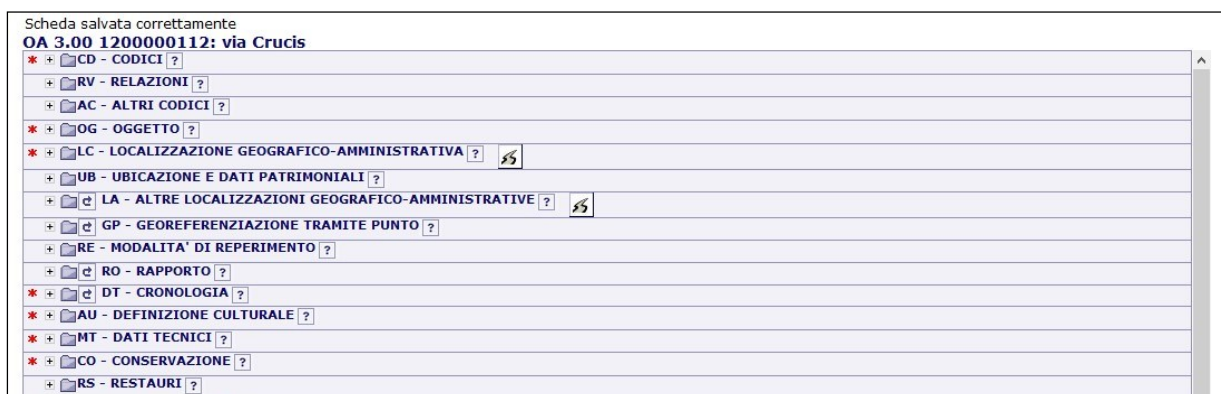 Scheda salvata correttamente
OA 3.00 1200000112: via Crucis
* + CD - CODICI ?
+ RV - RELAZIONI ?
+ AC - ALTRI CODICI ?
* + OG - OGGETTO ?
* + LC - LOCALIZZAZIONE GEOGRAFICO-AMMINISTRATIVA ?
+ UB - UBICAZIONE E DATI PATRIMONIALI ?
+ LA - ALTRE LOCALIZZAZIONI GEOGRAFICO-AMMINISTRATIVE ?
+ GP - GEOREFERENZIAZIONE TRAMITE PUNTO ?
+ RE - MODALITA' DI REPERIMENTO ?
+ RO - RAPPORTO ?
* + DT - CRONOLOGIA ?
* + AU - DEFINIZIONE CULTURALE ?
* + MT - DATI TECNICI ?
* + CO - CONSERVAZIONE ?
+ RS - RESTAURI ?